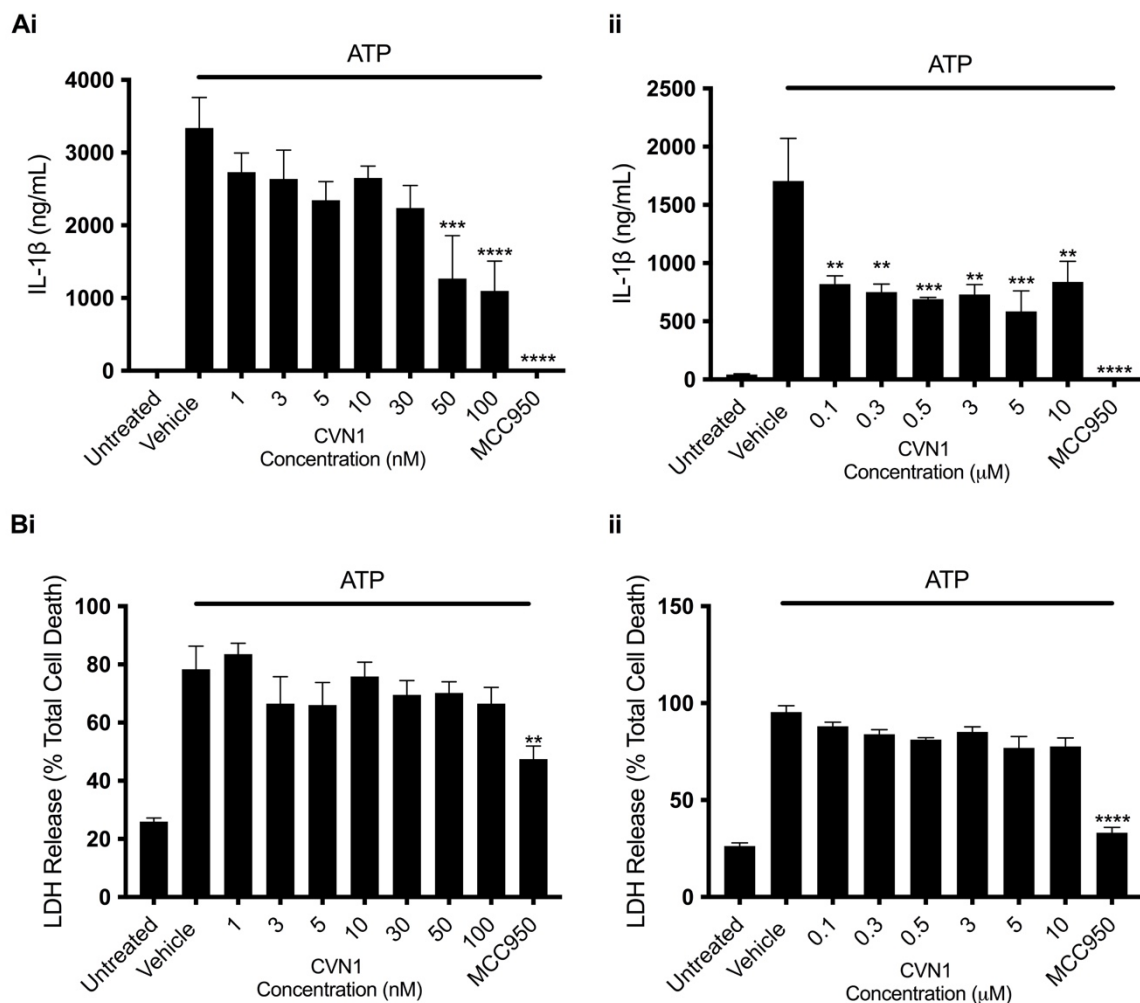 Ai
ATP
IL-1β (ng/mL)
4000
3000
2000
1000
0
***
****
****
Untreated
Vehicle
1
3
5
10
30
50
100
MCC950
CVN1
Concentration (nM)
ii
ATP
IL-1β (ng/mL)
2500
2000
1500
1000
500
0
**
**
***
**
***
**
****
Untreated
Vehicle
0.1
0.3
0.5
3
5
10
MCC950
CVN1
Concentration (μM)
Bi
ATP
LDH Release (% Total Cell Death)
100
80
60
40
20
0
**
Untreated
Vehicle
1
3
5
10
30
50
100
MCC950
CVN1
Concentration (nM)
ii
ATP
LDH Release (% Total Cell Death)
150
100
50
0
****
Untreated
Vehicle
0.1
0.3
0.5
3
5
10
MCC950
CVN1
Concentration (μM)